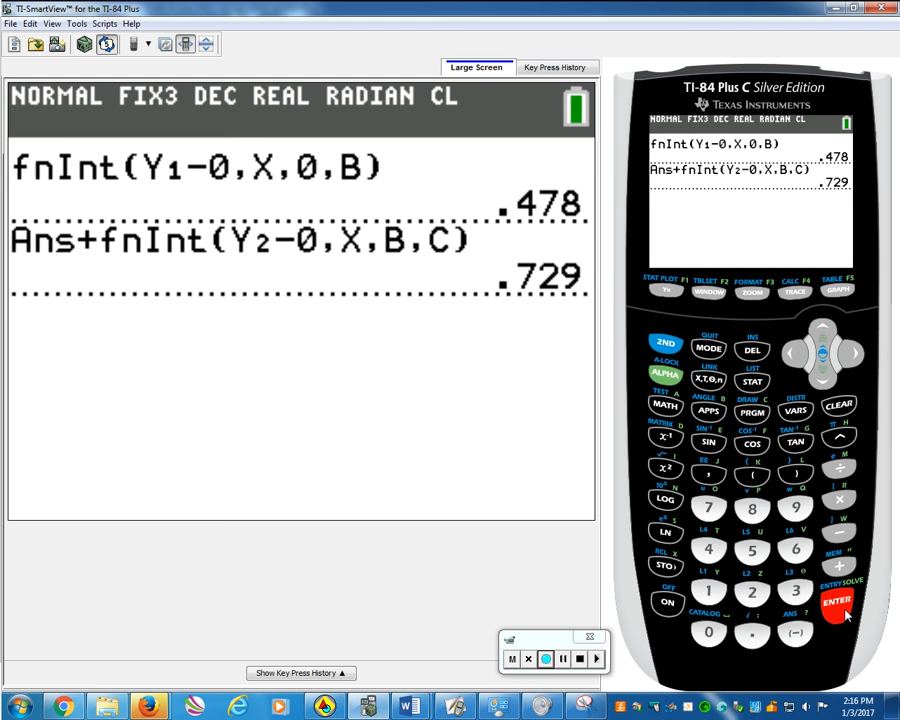 TI-SmartView™ for the TI-84 Plus
File Edit View Tools Scripts Help
Large Screen
Key Press History
NORMAL FIX3 DEC REAL RADIAN CL
fnInt(Y₁-0,X,0,B)
.478
Ans+fnInt(Y₂-0,X,B,C)
.729
M
Show Key Press History ▲
TI-84 Plus C Silver Edition
TEXAS INSTRUMENTS
NORMAL FIX3 DEC REAL RADIAN CL
fnInt(Y₁-0,X,0,B)
.478
Ans+fnInt(Y₂-0,X,B,C)
.729
STAT PLOT F1 TBLSET F2 FORMAT F3 CALC F4 TABLE F5
Y= WINDOW ZOOM TRACE GRAPH
QUIT INS
2ND MODE DEL
A-LOCK LINK LIST
ALPHA X,T,Θ,n STAT
TEST A ANGLE B DRAW C DISTR
MATH APPS PRGM VARS CLEAR
MATRIX D SIN⁻¹ E COS⁻¹ F TAN⁻¹ G π H
x⁻¹ SIN COS TAN ^
√ I EE J { K } L e M
x² , ( ) ÷
10ˣ N u O v P w Q [ R
LOG 7 8 9 ×
eˣ S L4 T L5 U L6 V ] W
LN 4 5 6 −
RCL X L1 Y L2 Z L3 Θ MEM "
STO› 1 2 3 +
OFF CATALOG ␣ i : ANS ? ENTRY SOLVE
ON 0 . (−) ENTER
2:16 PM
1/3/2017